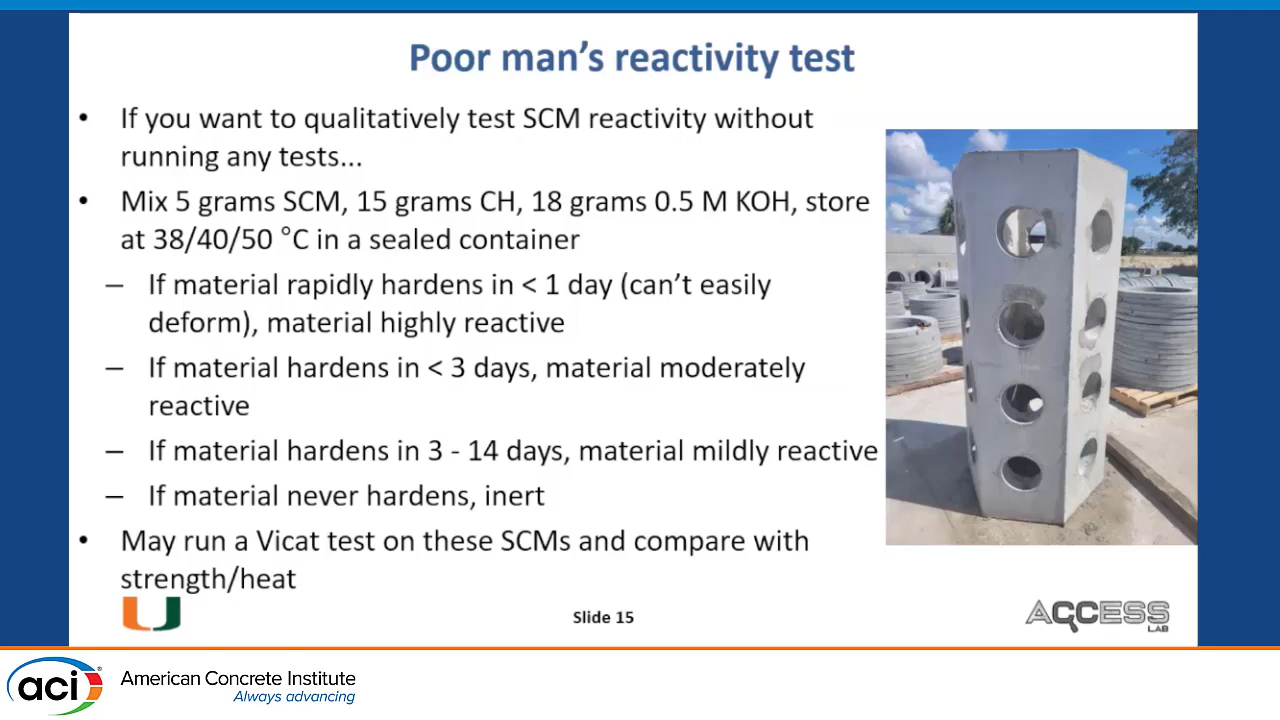 Poor man's reactivity test
• If you want to qualitatively test SCM reactivity without
running any tests...
• Mix 5 grams SCM, 15 grams CH, 18 grams 0.5 M KOH, store
at 38/40/50 °C in a sealed container
– If material rapidly hardens in < 1 day (can't easily
deform), material highly reactive
– If material hardens in < 3 days, material moderately
reactive
– If material hardens in 3 - 14 days, material mildly reactive
– If material never hardens, inert
• May run a Vicat test on these SCMs and compare with
strength/heat
U
Slide 15
ACCESS
LAB
aci®
American Concrete Institute
Always advancing